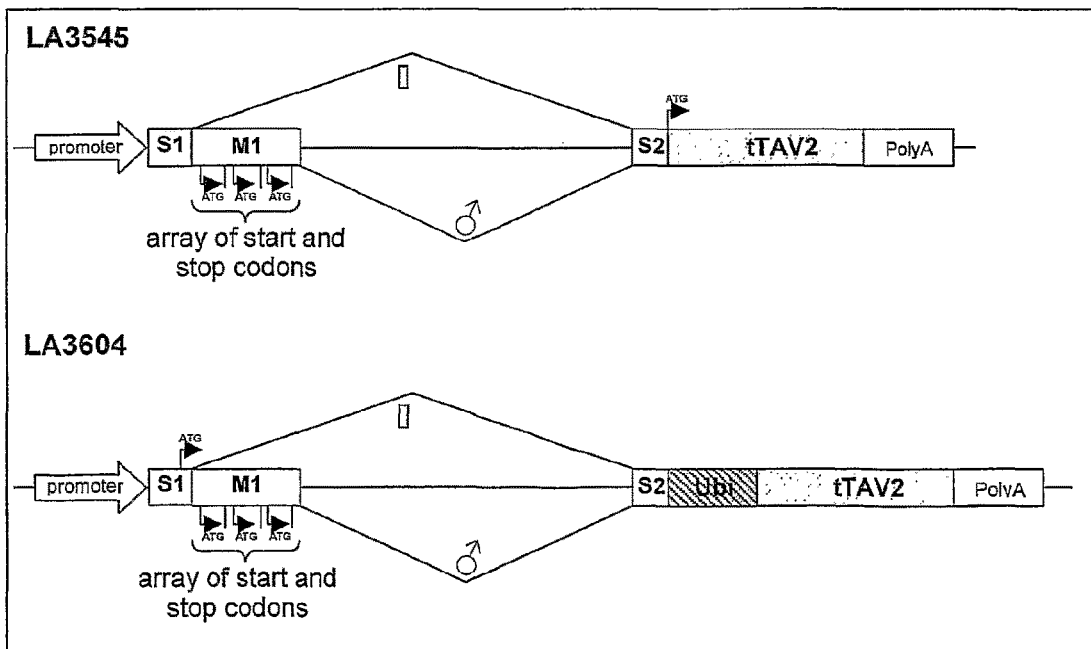 LA3545
ATG
promoter S1 M1 S2 tTAV2 PolyA
ATG ATG ATG
array of start and
stop codons
LA3604
ATG
promoter S1 M1 S2 Ubi tTAV2 PolyA
ATG ATG ATG
array of start and
stop codons